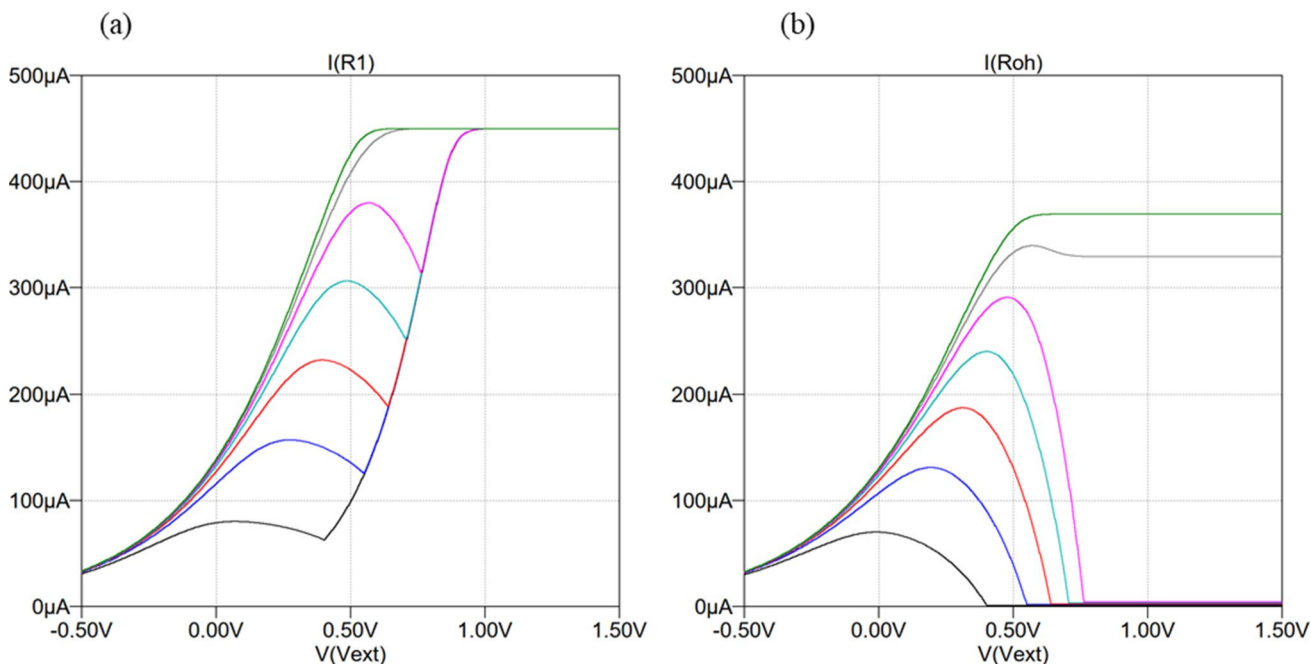 (a)
I(R1)
500µA
400µA
300µA
200µA
100µA
0µA
-0.50V
0.00V
0.50V
1.00V
1.50V
V(Vext)
(b)
I(Roh)
500µA
400µA
300µA
200µA
100µA
0µA
-0.50V
0.00V
0.50V
1.00V
1.50V
V(Vext)